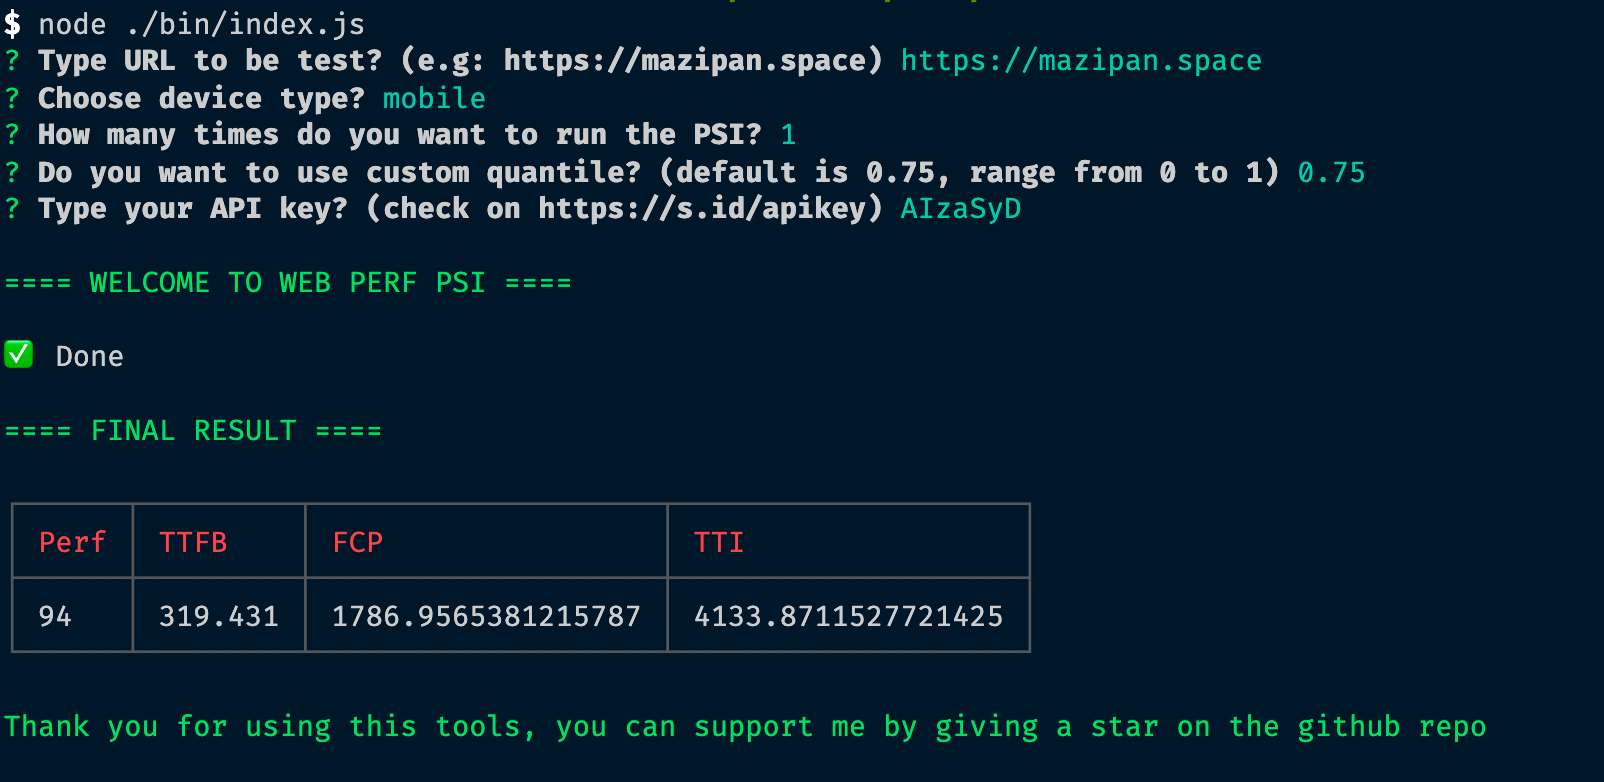 $ node ./bin/index.js
? Type URL to be test? (e.g: https://mazipan.space) https://mazipan.space
? Choose device type? mobile
? How many times do you want to run the PSI? 1
? Do you want to use custom quantile? (default is 0.75, range from 0 to 1) 0.75
? Type your API key? (check on https://s.id/apikey) AIzaSyD
==== WELCOME TO WEB PERF PSI ====
✅ Done
==== FINAL RESULT ====
Perf TTFB FCP TTI
94 319.431 1786.9565381215787 4133.8711527721425
Thank you for using this tools, you can support me by giving a star on the github repo